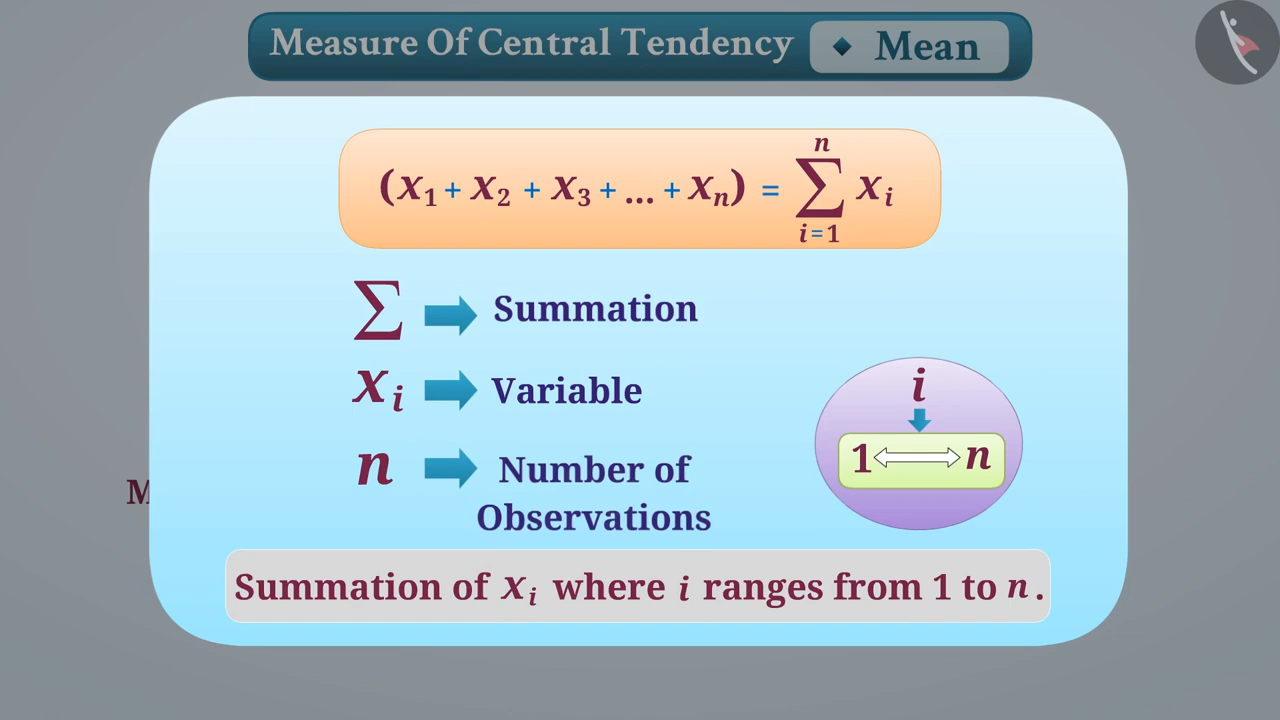 Measure Of Central Tendency ◆ Mean
(x₁ + x₂ + x₃ + ... + xₙ) = ∑ⁿᵢ₌₁ xᵢ
∑ Summation
xᵢ Variable
n Number of
Observations
i
1 n
M
Summation of xᵢ where i ranges from 1 to n.